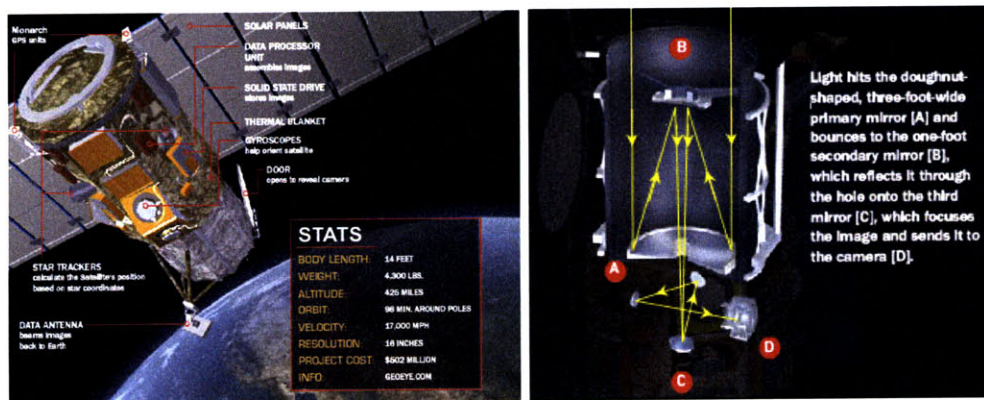 Monarch
GPS units
SOLAR PANELS
DATA PROCESSOR
UNIT
assembles images
SOLID STATE DRIVE
stores images
THERMAL BLANKET
GYROSCOPES
help orient satellite
DOOR
opens to reveal camera
STAR TRACKERS
calculate the Satellite's position
based on star coordinates
DATA ANTENNA
beams images
back to Earth
STATS
BODY LENGTH: 14 FEET
WEIGHT: 4,300 LBS.
ALTITUDE: 425 MILES
ORBIT: 98 MIN. AROUND POLES
VELOCITY: 17,000 MPH
RESOLUTION: 16 INCHES
PROJECT COST: $502 MILLION
INFO: GEOEYE.COM
B
A
C
D
Light hits the doughnut-
shaped, three-foot-wide
primary mirror [A] and
bounces to the one-foot
secondary mirror [B],
which reflects it through
the hole onto the third
mirror [C], which focuses
the image and sends it to
the camera [D].